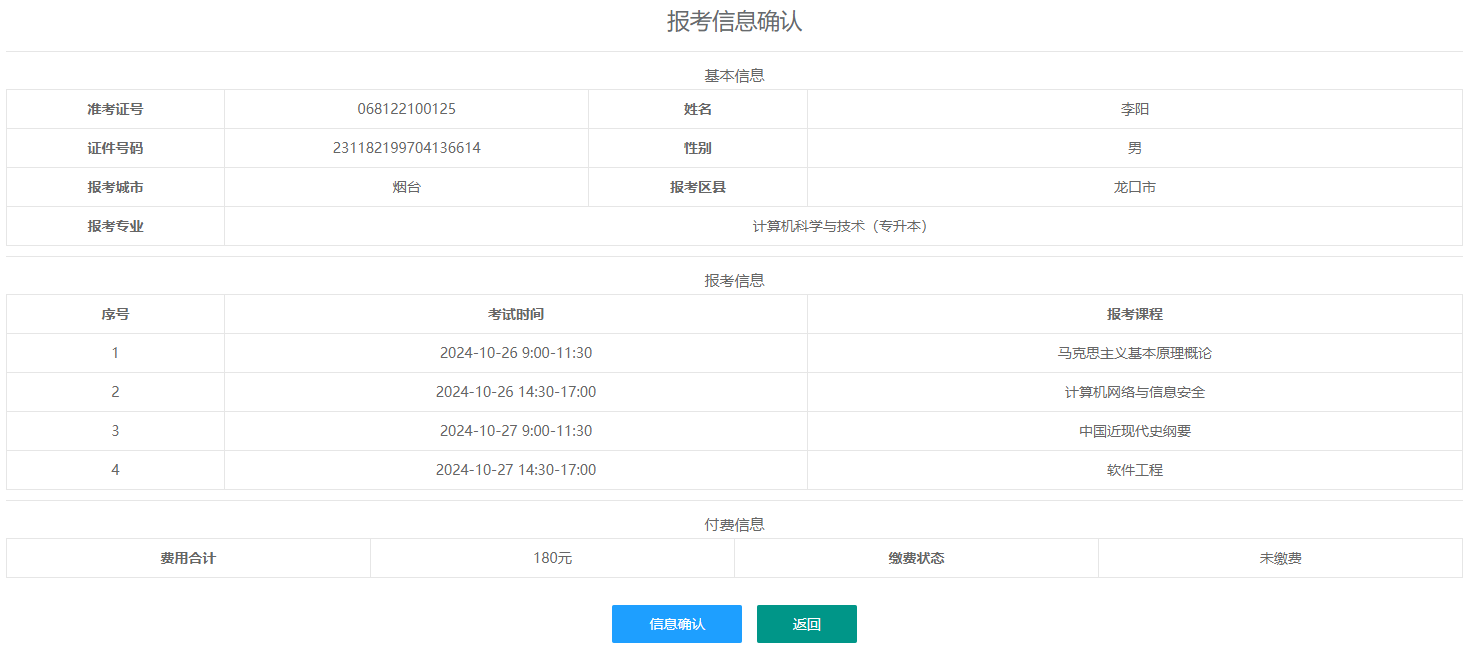 报考信息确认
基本信息
准考证号 068122100125 姓名 李阳
证件号码 231182199704136614 性别 男
报考城市 烟台 报考区县 龙口市
报考专业 计算机科学与技术（专升本）
报考信息
序号 考试时间 报考课程
1 2024-10-26 9:00-11:30 马克思主义基本原理概论
2 2024-10-26 14:30-17:00 计算机网络与信息安全
3 2024-10-27 9:00-11:30 中国近现代史纲要
4 2024-10-27 14:30-17:00 软件工程
付费信息
费用合计 180元 缴费状态 未缴费
信息确认 返回